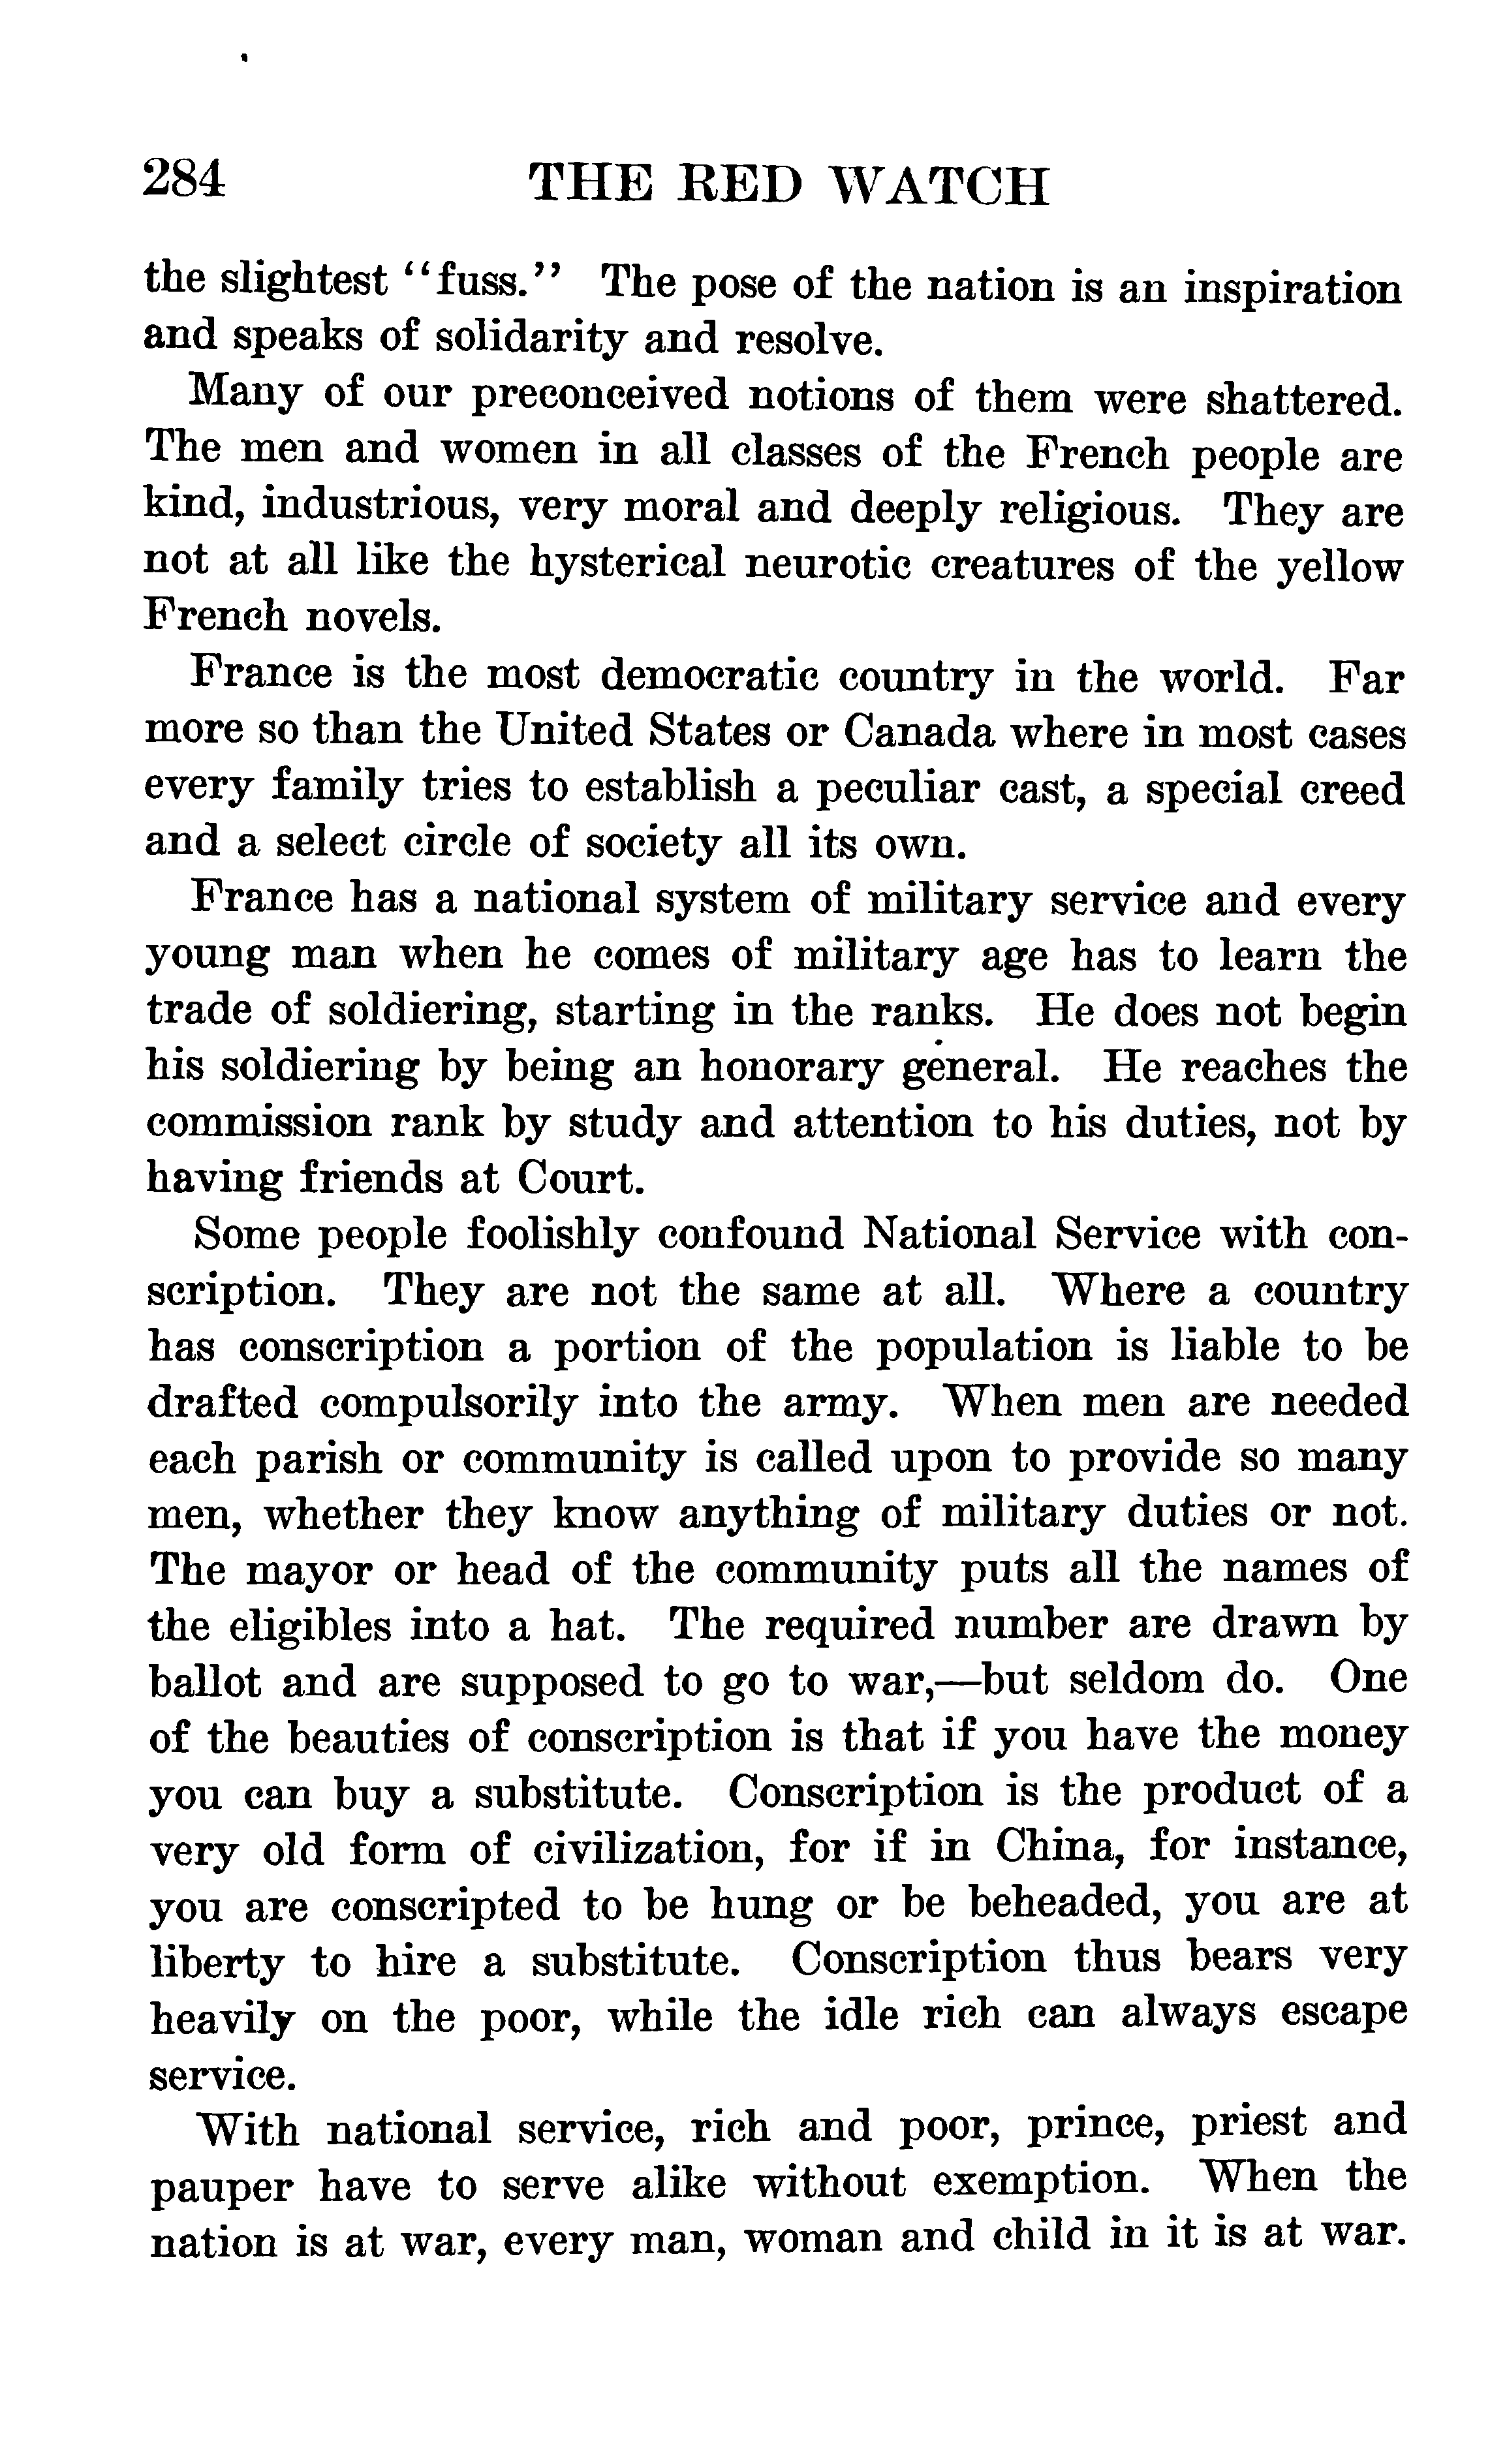 284 THE RED WATCH
the slightest "fuss." The pose of the nation is an inspiration
and speaks of solidarity and resolve.
Many of our preconceived notions of them were shattered.
The men and women in all classes of the French people are
kind, industrious, very moral and deeply religious. They are
not at all like the hysterical neurotic creatures of the yellow
French novels.
France is the most democratic country in the world. Far
more so than the United States or Canada where in most cases
every family tries to establish a peculiar cast, a special creed
and a select circle of society all its own.
France has a national system of military service and every
young man when he comes of military age has to learn the
trade of soldiering, starting in the ranks. He does not begin
his soldiering by being an honorary general. He reaches the
commission rank by study and attention to his duties, not by
having friends at Court.
Some people foolishly confound National Service with con-
scription. They are not the same at all. Where a country
has conscription a portion of the population is liable to be
drafted compulsorily into the army. When men are needed
each parish or community is called upon to provide so many
men, whether they know anything of military duties or not.
The mayor or head of the community puts all the names of
the eligibles into a hat. The required number are drawn by
ballot and are supposed to go to war,—but seldom do. One
of the beauties of conscription is that if you have the money
you can buy a substitute. Conscription is the product of a
very old form of civilization, for if in China, for instance,
you are conscripted to be hung or be beheaded, you are at
liberty to hire a substitute. Conscription thus bears very
heavily on the poor, while the idle rich can always escape
service.
With national service, rich and poor, prince, priest and
pauper have to serve alike without exemption. When the
nation is at war, every man, woman and child in it is at war.